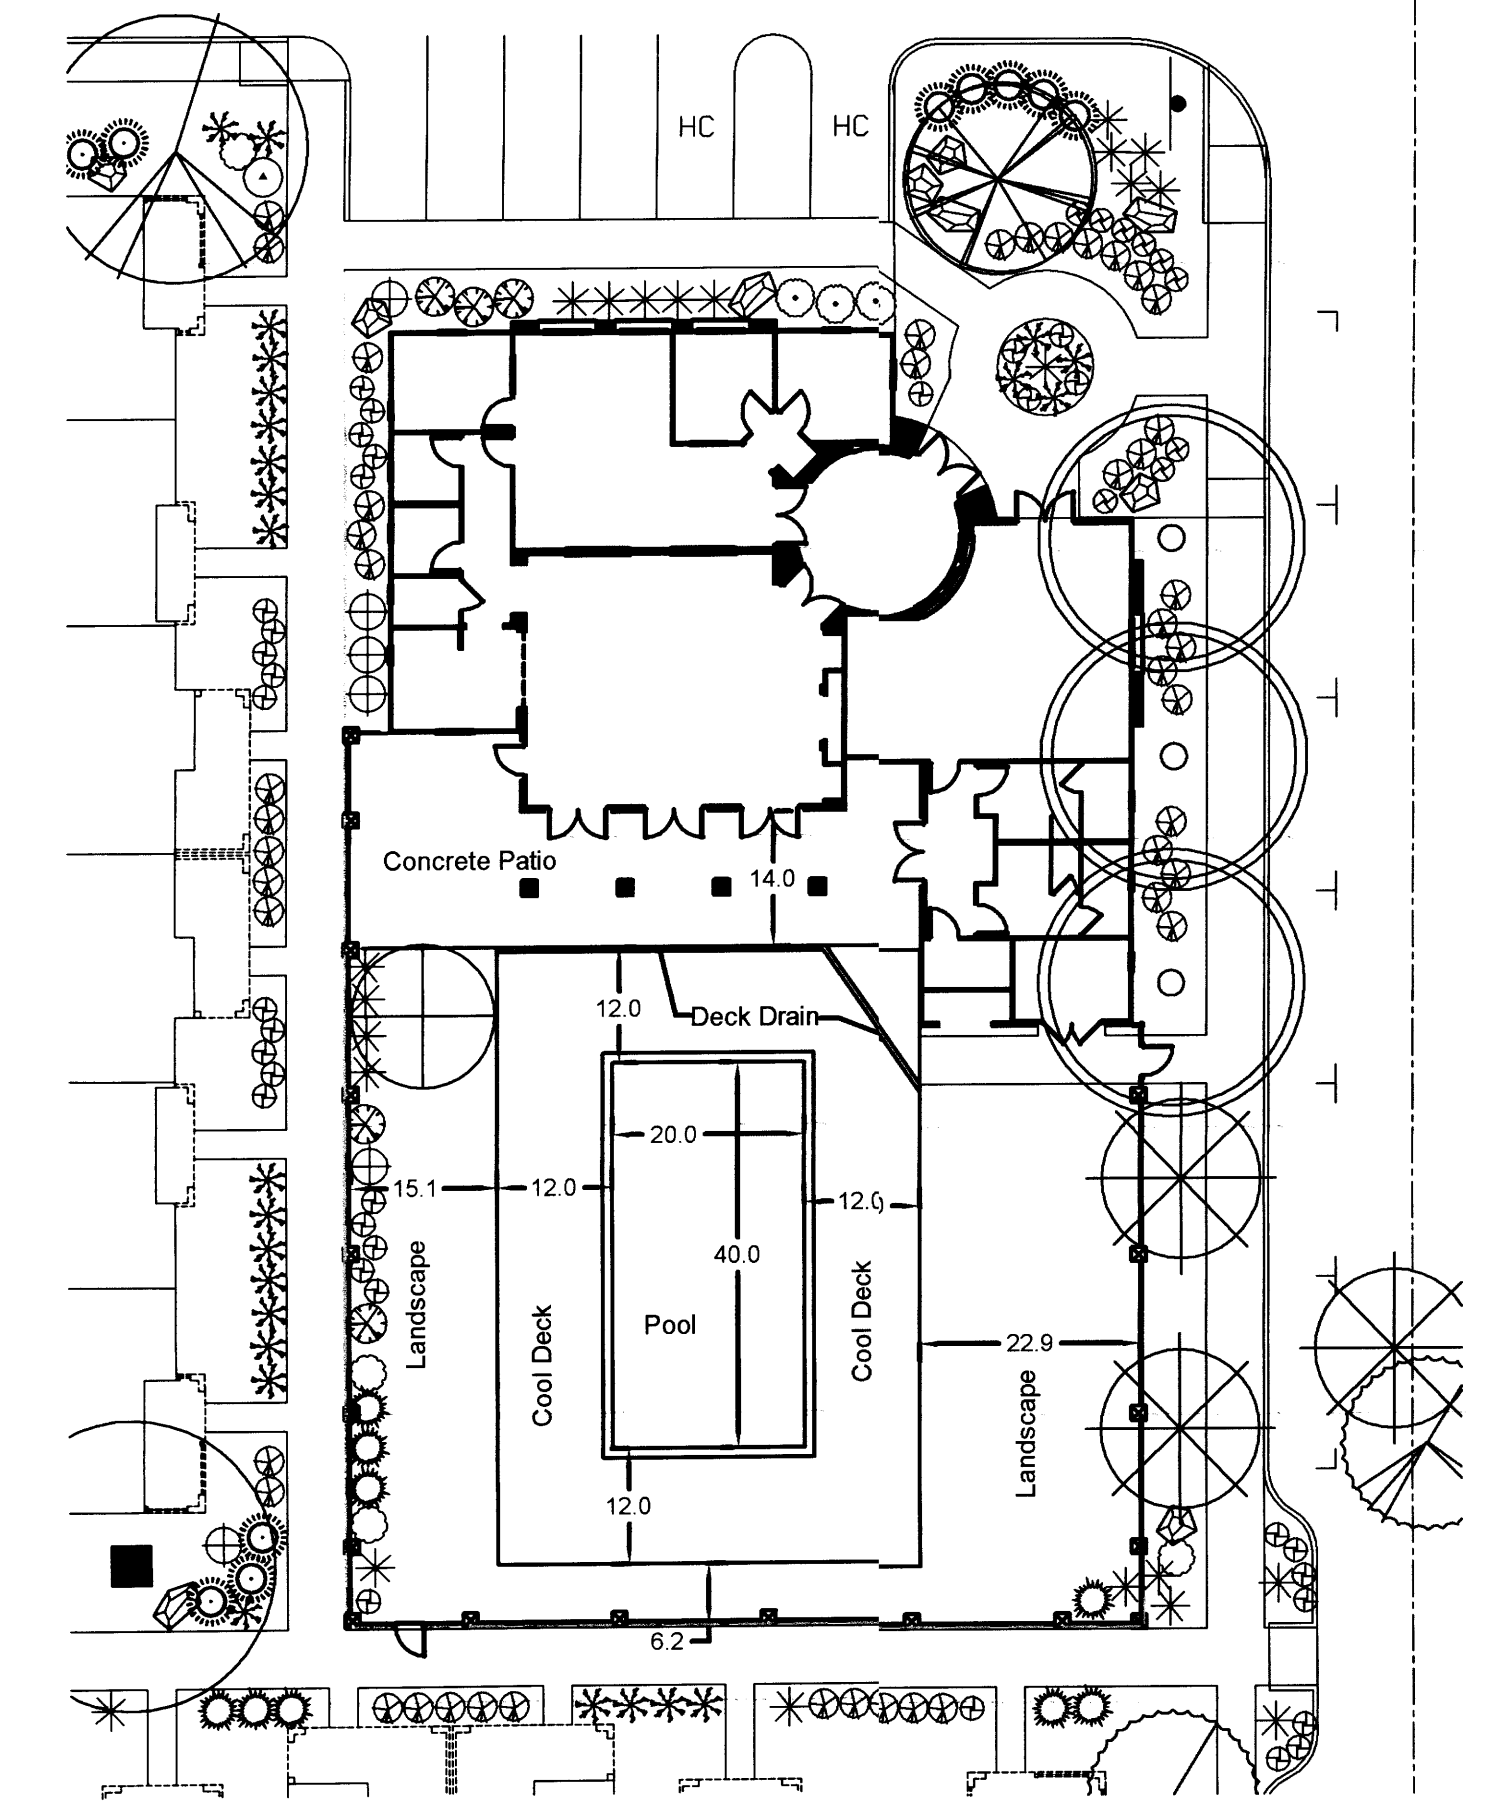 HC
HC
Concrete Patio
14.0
12.0
Deck Drain
20.0
15.1
12.0
12.0
40.0
Landscape
Cool Deck
Pool
Cool Deck
22.9
Landscape
12.0
6.2